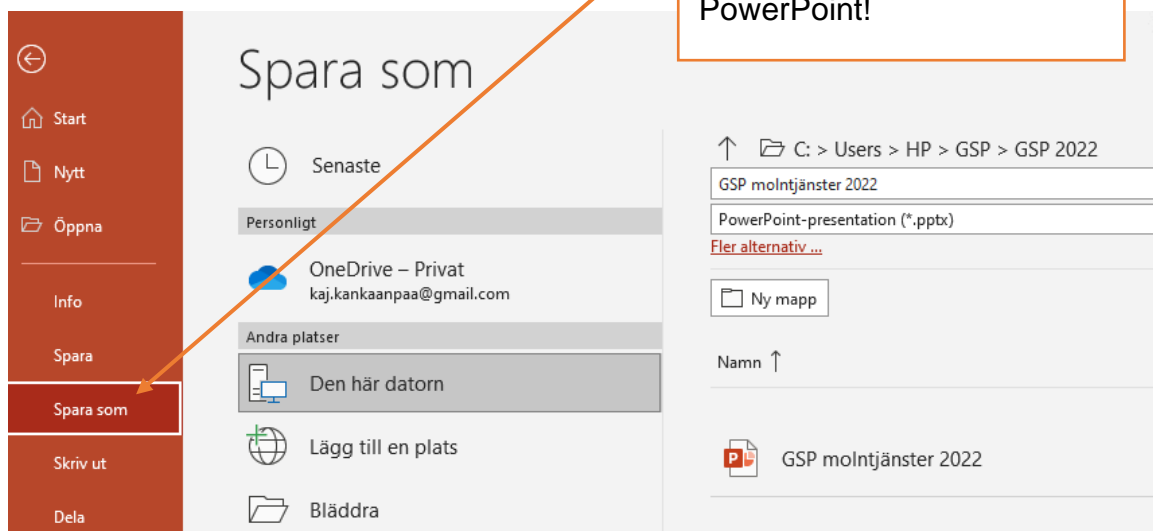 PowerPoint!
Spara som
Start
Nytt
Öppna
Info
Spara
Spara som
Skriv ut
Dela
Senaste
Personligt
OneDrive – Privat
kaj.kankaanpaa@gmail.com
Andra platser
Den här datorn
Lägg till en plats
Bläddra
C: > Users > HP > GSP > GSP 2022
GSP molntjänster 2022
PowerPoint-presentation (*.pptx)
Fler alternativ ...
Ny mapp
Namn ↑
GSP molntjänster 2022